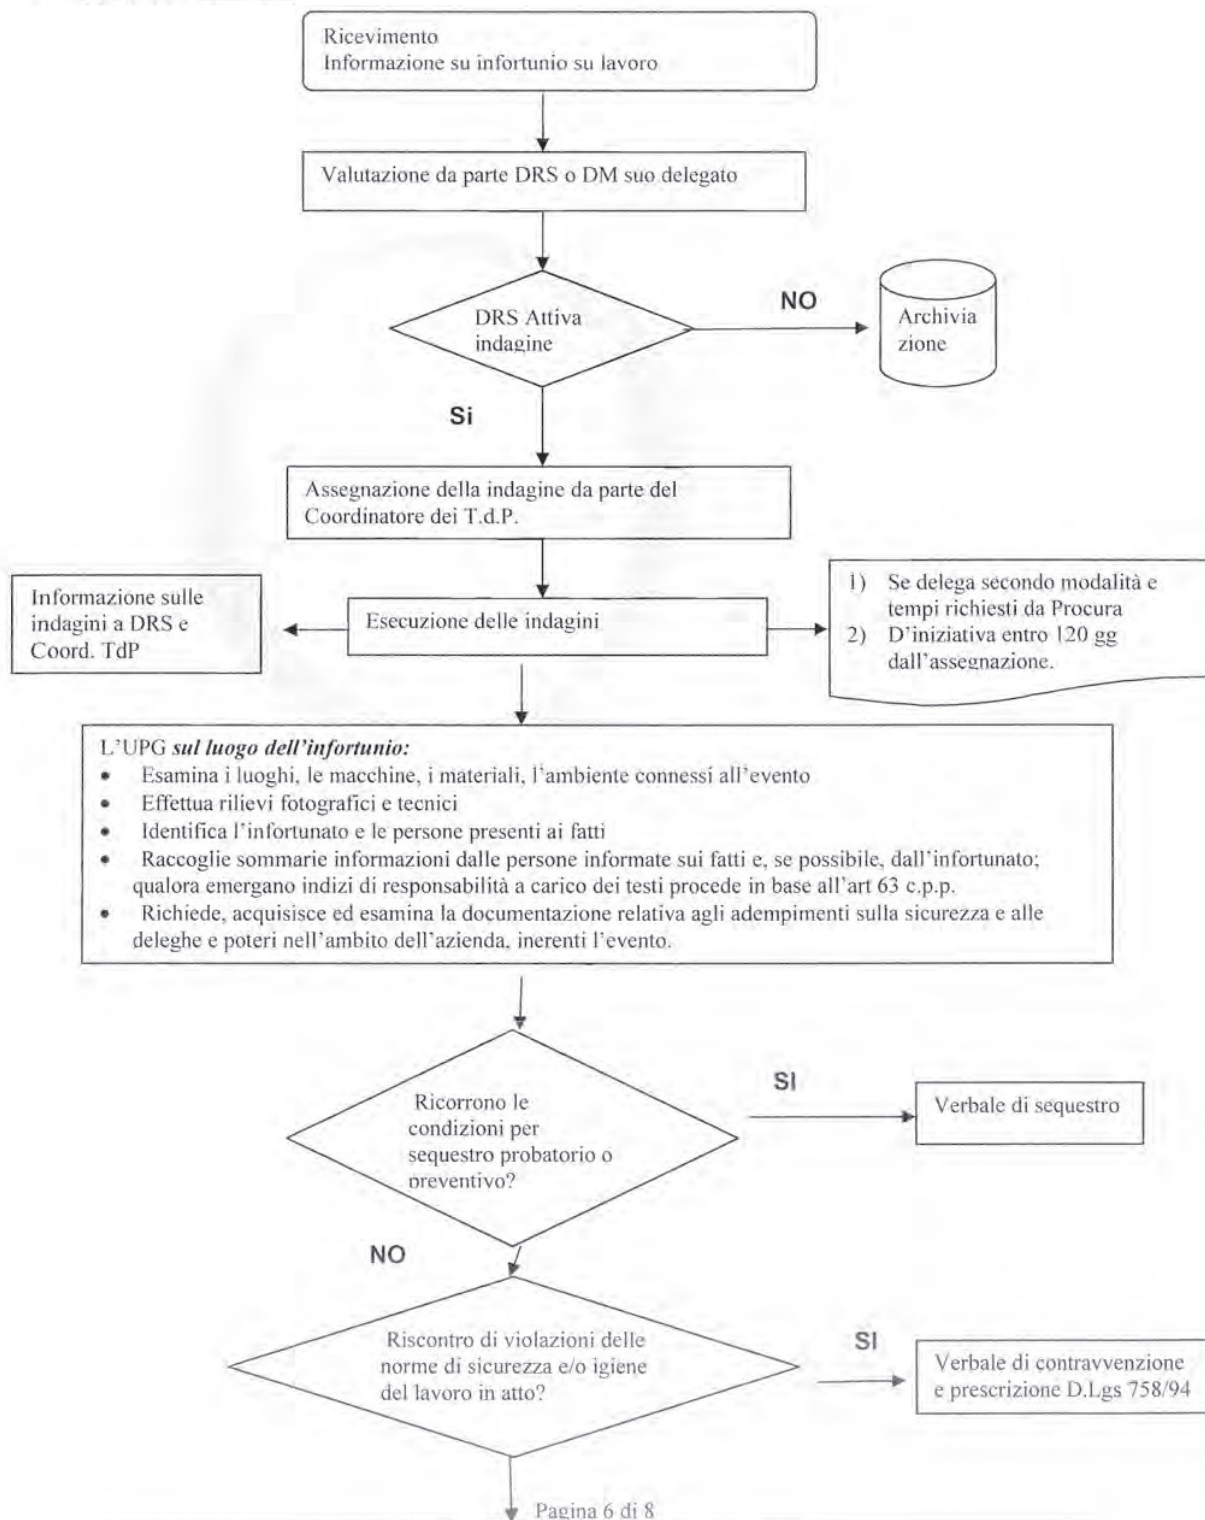 Ricevimento
Informazione su infortunio su lavoro
Valutazione da parte DRS o DM suo delegato
DRS Attiva
indagine
NO
Archivia
zione
Si
Assegnazione della indagine da parte del
Coordinatore dei T.d.P.
Informazione sulle
indagini a DRS e
Coord. TdP
Esecuzione delle indagini
1) Se delega secondo modalità e
tempi richiesti da Procura
2) D'iniziativa entro 120 gg
dall'assegnazione.
L'UPG sul luogo dell'infortunio:
• Esamina i luoghi, le macchine, i materiali, l'ambiente connessi all'evento
• Effettua rilievi fotografici e tecnici
• Identifica l'infortunato e le persone presenti ai fatti
• Raccoglie sommarie informazioni dalle persone informate sui fatti e, se possibile, dall'infortunato;
qualora emergano indizi di responsabilità a carico dei testi procede in base all'art 63 c.p.p.
• Richiede, acquisisce ed esamina la documentazione relativa agli adempimenti sulla sicurezza e alle
deleghe e poteri nell'ambito dell'azienda, inerenti l'evento.
Ricorrono le
condizioni per
sequestro probatorio o
preventivo?
SI
Verbale di sequestro
NO
Riscontro di violazioni delle
norme di sicurezza e/o igiene
del lavoro in atto?
SI
Verbale di contravvenzione
e prescrizione D.Lgs 758/94
Pagina 6 di 8